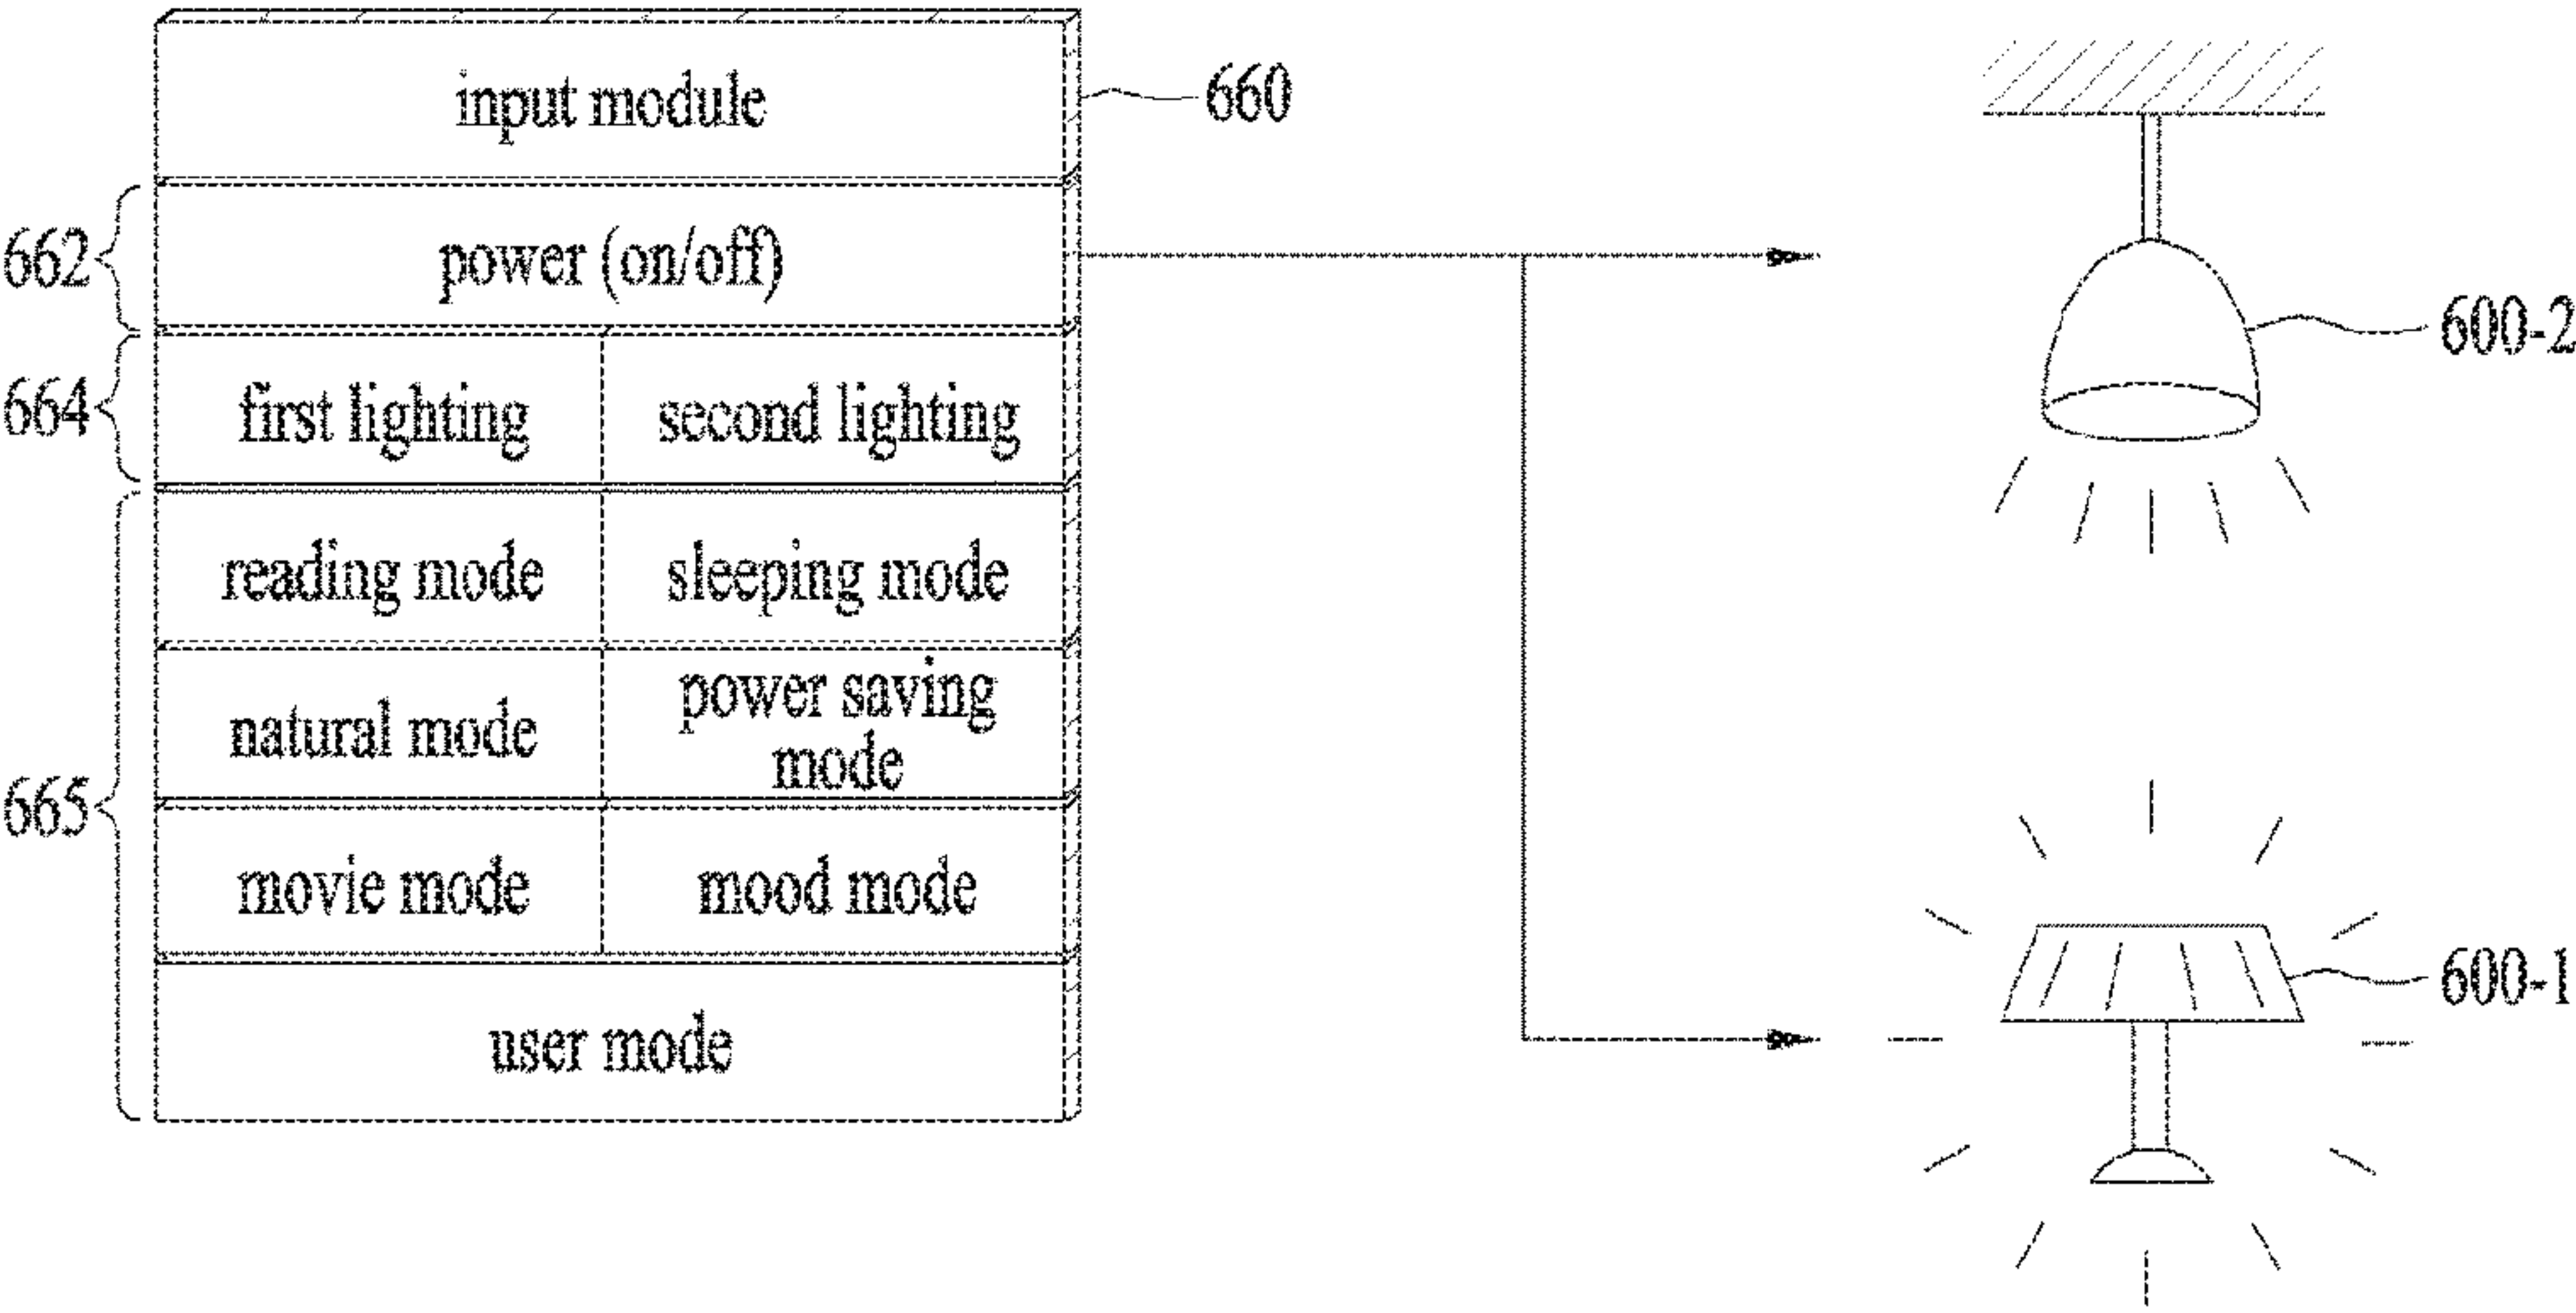 input module
660
662
power (on/off)
600-2
664
first lighting
second lighting
reading mode
sleeping mode
natural mode
power saving
mode
665
movie mode
mood mode
600-1
user mode